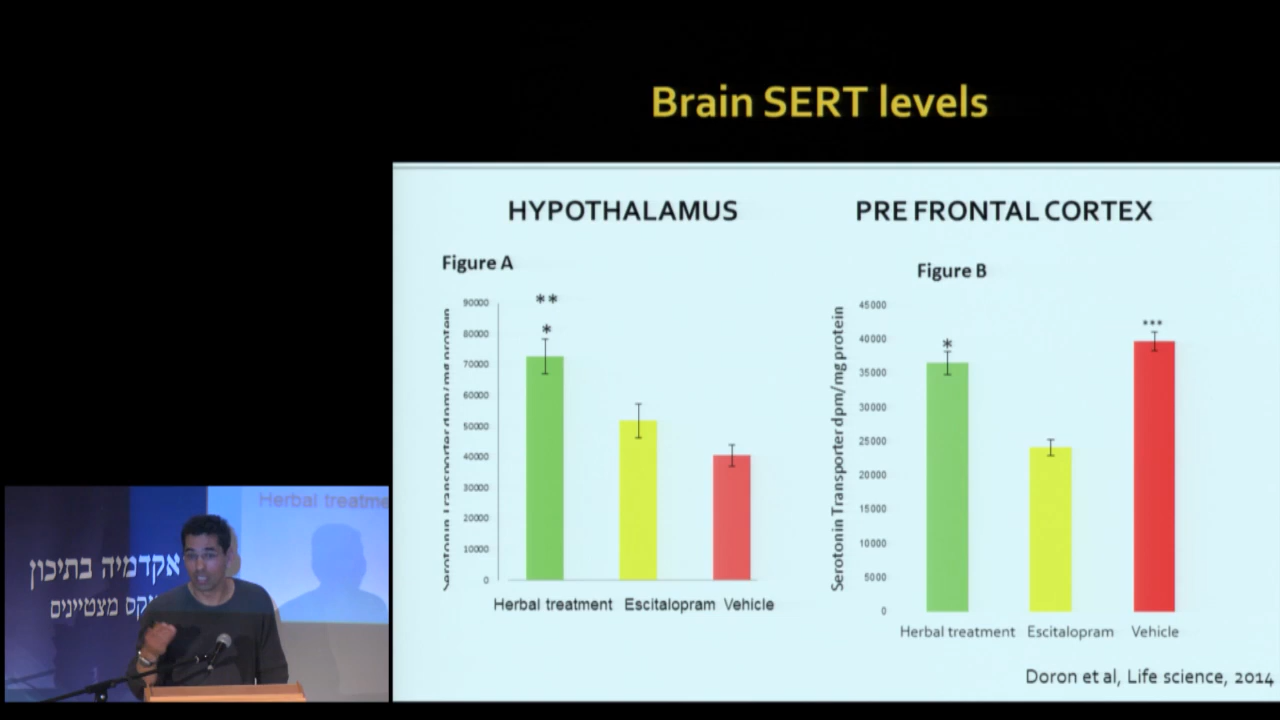 Brain SERT levels
HYPOTHALAMUS
PRE FRONTAL CORTEX
Figure A
Figure B
**
*
90000
80000
70000
60000
50000
40000
30000
20000
10000
0
Serotonin Transporter dpm/mg protein
Herbal treatment Escitalopram Vehicle
*
***
45000
40000
35000
30000
25000
20000
15000
10000
5000
0
Serotonin Transporter dpm/mg protein
Herbal treatment Escitalopram Vehicle
Doron et al, Life science, 2014
Herbal treatme
אקדמיה בתיכון
מצטיינים